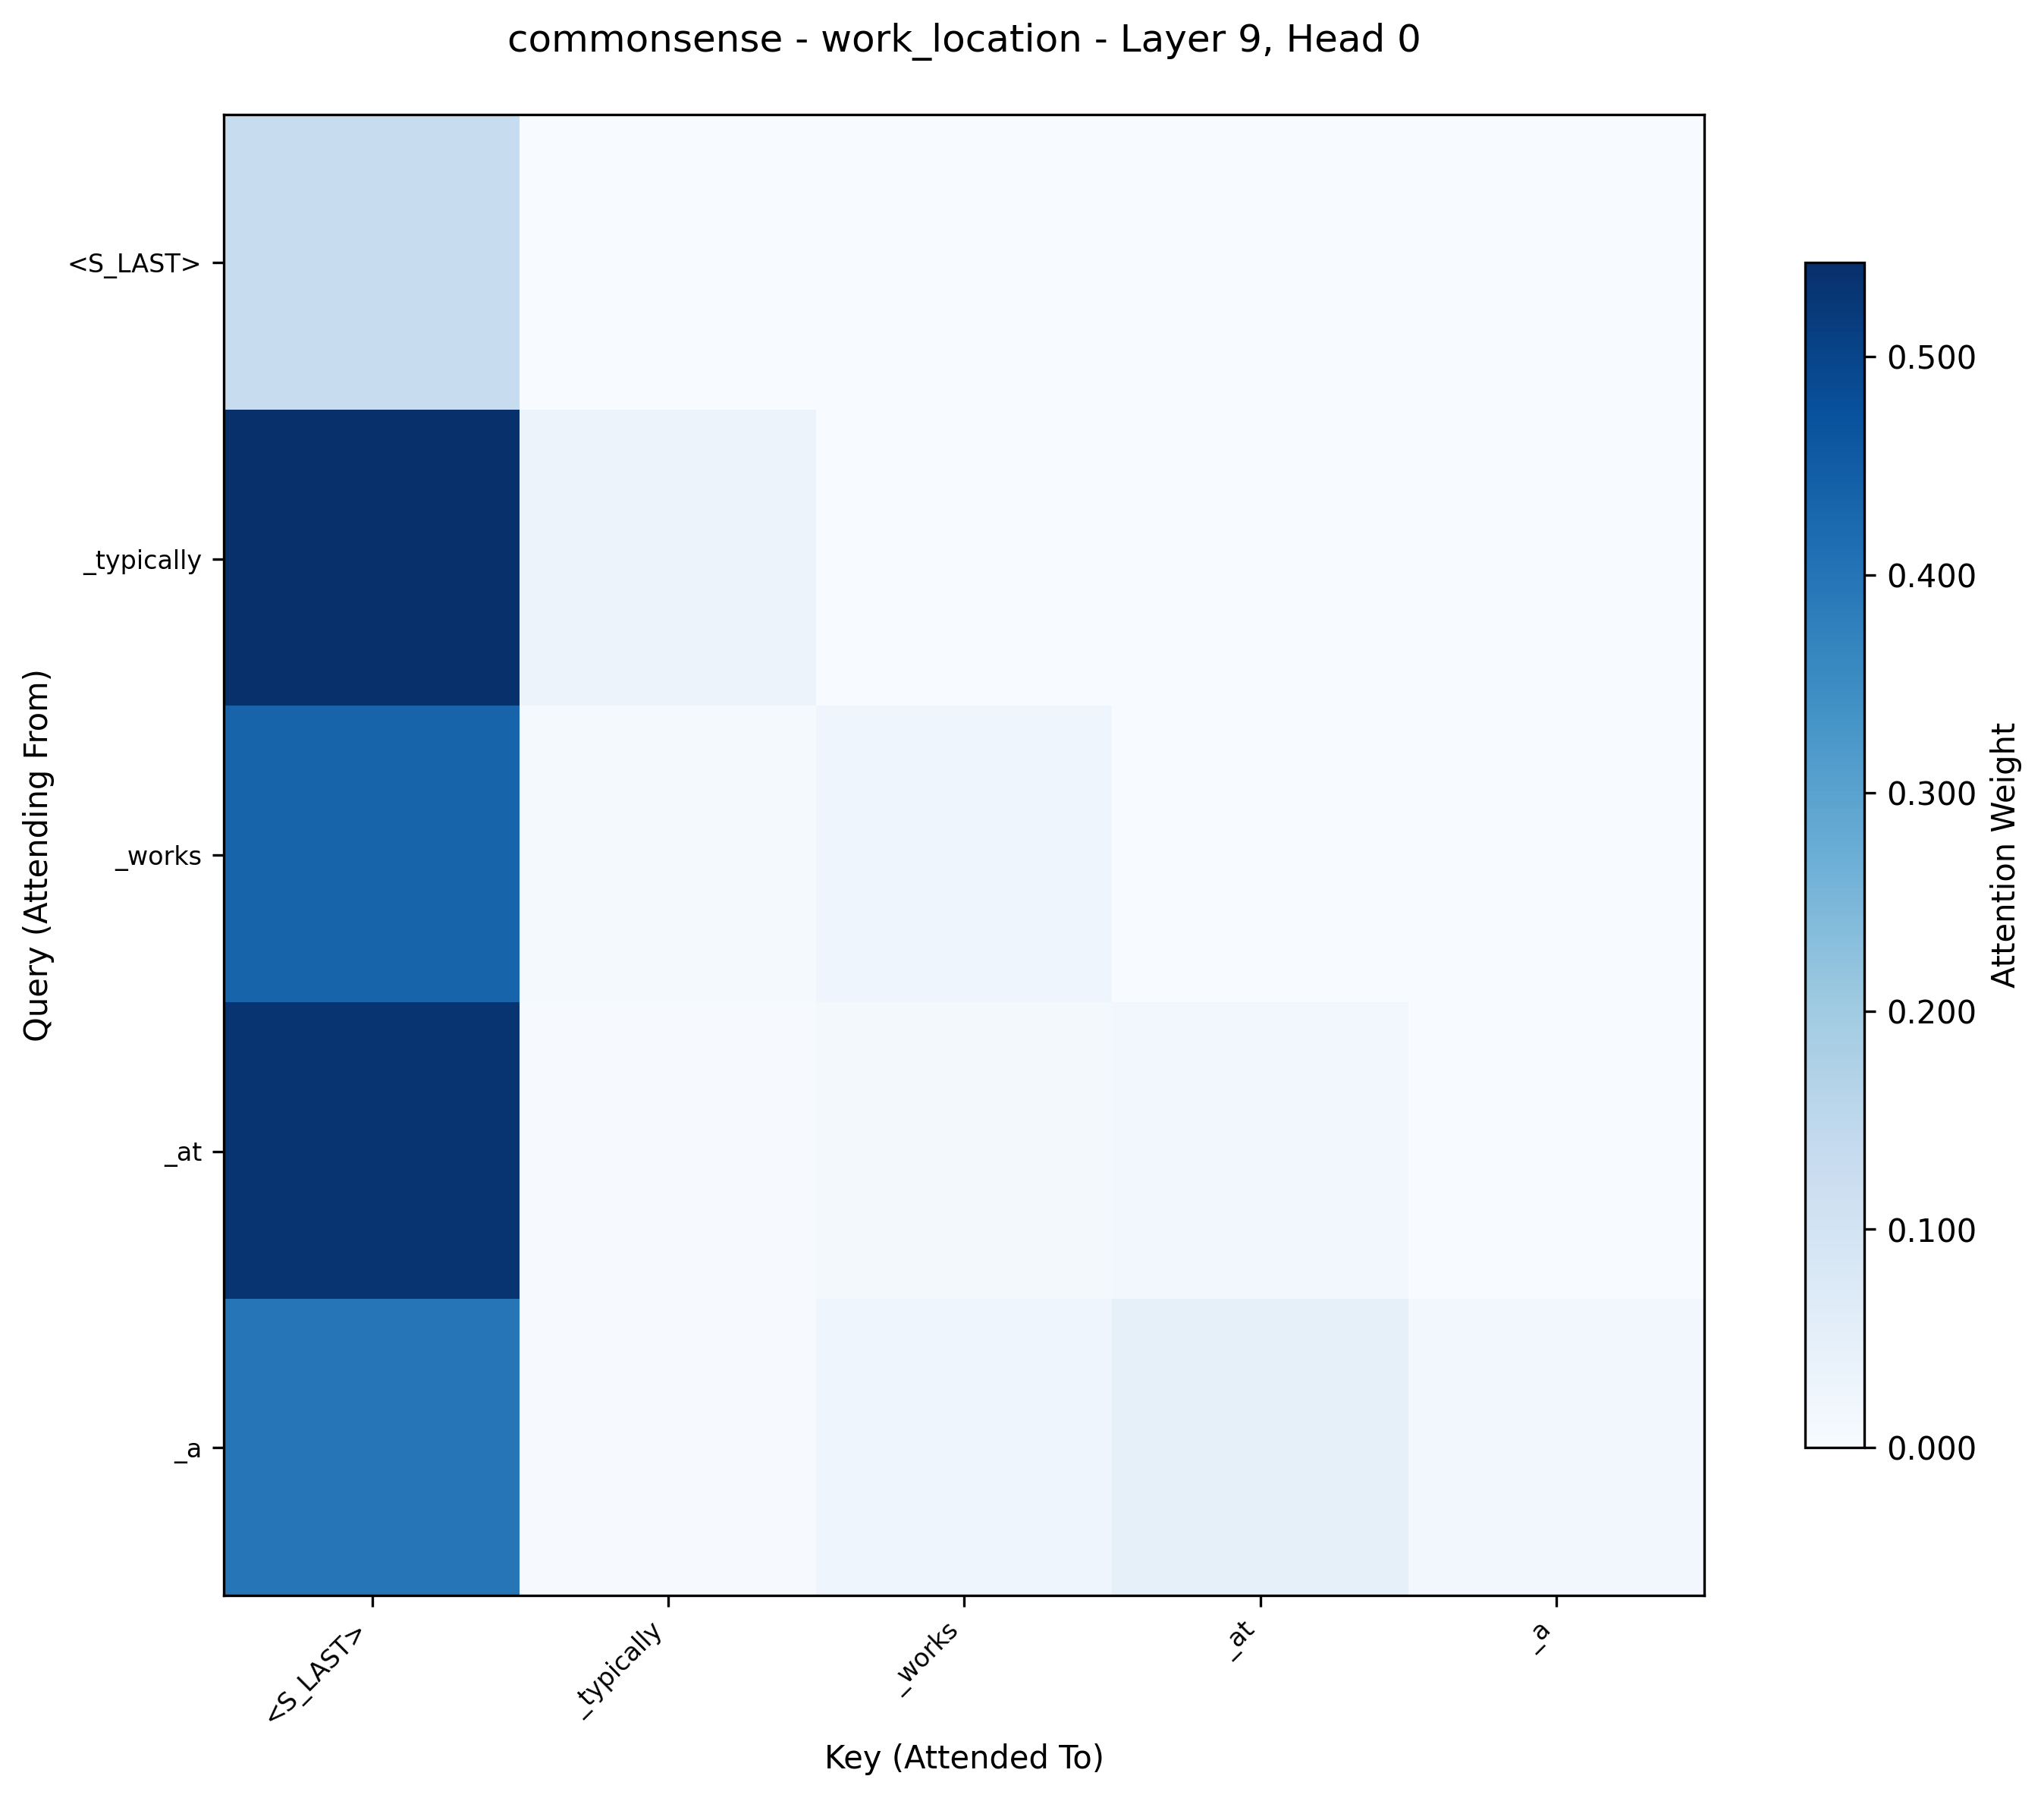 commonsense - work_location - Layer 9, Head 0
Query (Attending From)
<S_LAST>
_typically
_works
_at
_a
<S_LAST>
_typically
_works
_at
_a
Key (Attended To)
0.500
0.400
0.300
0.200
0.100
0.000
Attention Weight